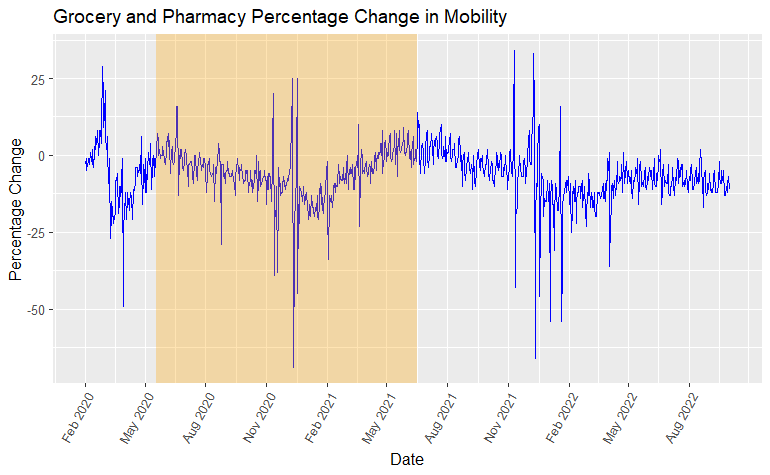 Grocery and Pharmacy Percentage Change in Mobility
Percentage Change
25
0
-25
-50
Feb 2020
May 2020
Aug 2020
Nov 2020
Feb 2021
May 2021
Aug 2021
Nov 2021
Feb 2022
May 2022
Aug 2022
Date